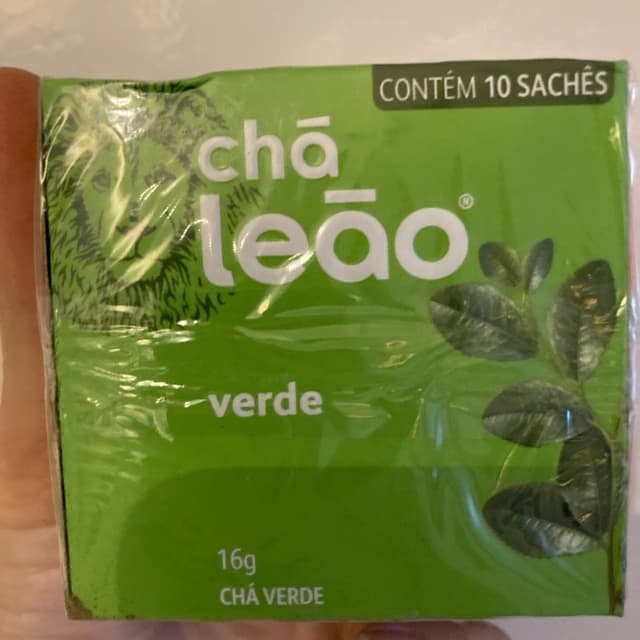 CONTÉM 10 SACHÊS
chá
leão®
verde
16g
CHÁ VERDE